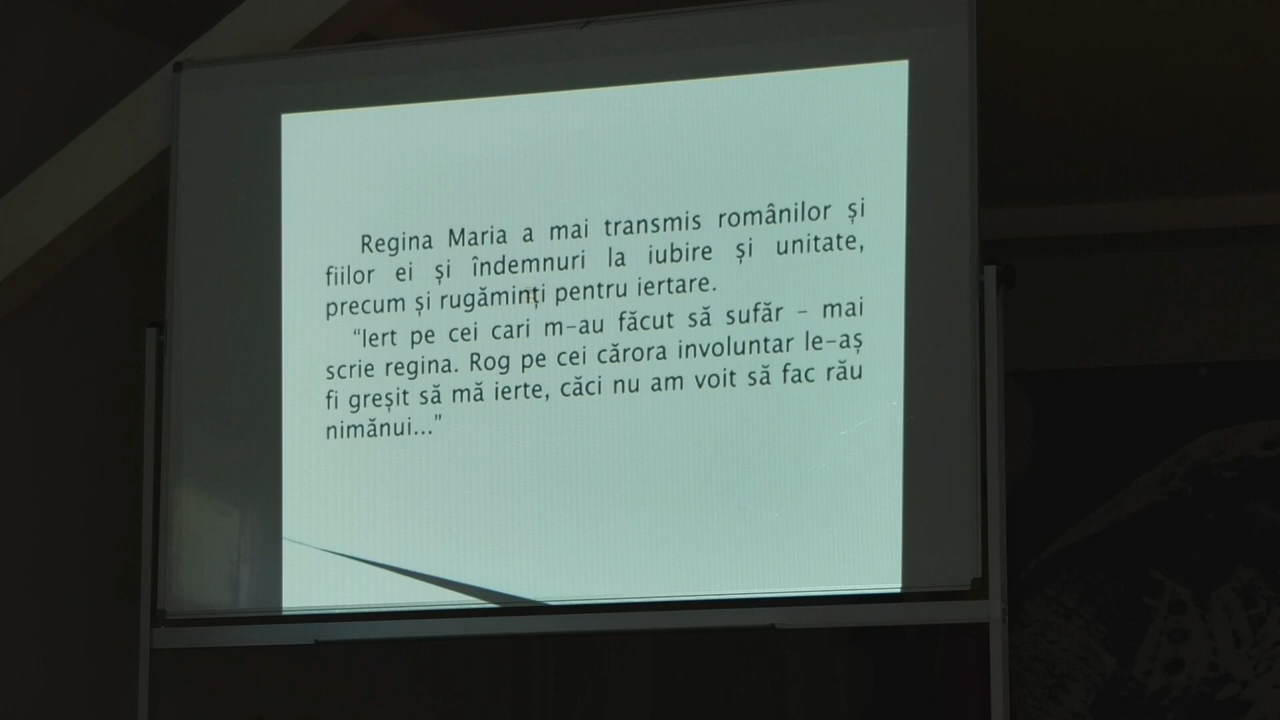 Regina Maria a mai transmis românilor și
fiilor ei și îndemnuri la iubire și unitate,
precum și rugăminți pentru iertare.
“Iert pe cei cari m-au făcut să sufăr - mai
scrie regina. Rog pe cei cărora involuntar le-aș
fi greșit să mă ierte, căci nu am voit să fac rău
nimănui...”